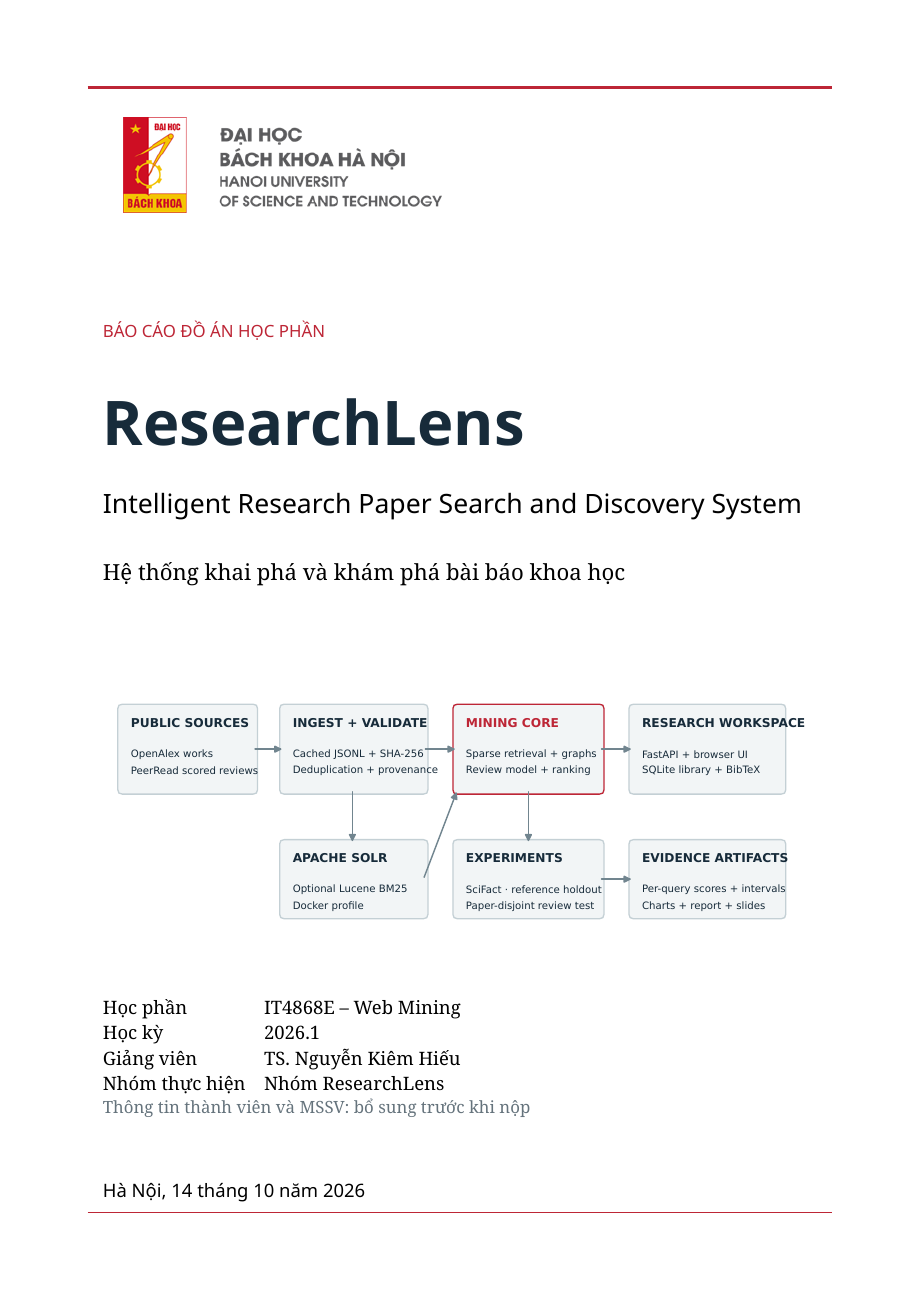 ĐẠI HỌC
BÁCH KHOA
ĐẠI HỌC
BÁCH KHOA HÀ NỘI
HANOI UNIVERSITY
OF SCIENCE AND TECHNOLOGY
BÁO CÁO ĐỒ ÁN HỌC PHẦN
ResearchLens
Intelligent Research Paper Search and Discovery System
Hệ thống khai phá và khám phá bài báo khoa học
PUBLIC SOURCES
OpenAlex works
PeerRead scored reviews
INGEST + VALIDATE
Cached JSONL + SHA-256
Deduplication + provenance
MINING CORE
Sparse retrieval + graphs
Review model + ranking
RESEARCH WORKSPACE
FastAPI + browser UI
SQLite library + BibTeX
APACHE SOLR
Optional Lucene BM25
Docker profile
EXPERIMENTS
SciFact · reference holdout
Paper-disjoint review test
EVIDENCE ARTIFACTS
Per-query scores + intervals
Charts + report + slides
Học phần IT4868E – Web Mining
Học kỳ 2026.1
Giảng viên TS. Nguyễn Kiêm Hiếu
Nhóm thực hiện Nhóm ResearchLens
Thông tin thành viên và MSSV: bổ sung trước khi nộp
Hà Nội, 14 tháng 10 năm 2026